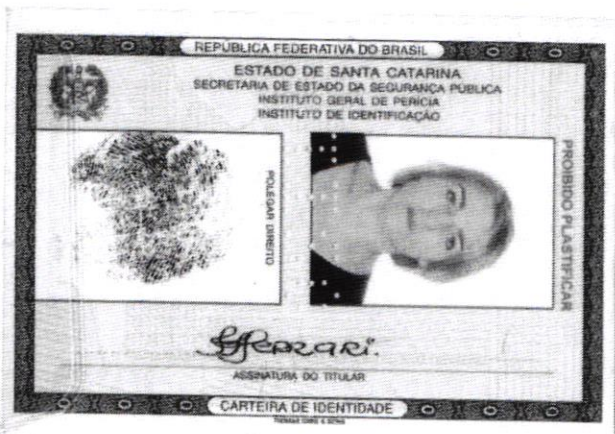 REPÚBLICA FEDERATIVA DO BRASIL
ESTADO DE SANTA CATARINA
SECRETARIA DE ESTADO DA SEGURANÇA PÚBLICA
INSTITUTO GERAL DE PERÍCIA
INSTITUTO DE IDENTIFICAÇÃO
POLEGAR DIREITO
PROIBIDO PLASTIFICAR
Ferrari.
ASSINATURA DO TITULAR
CARTEIRA DE IDENTIDADE